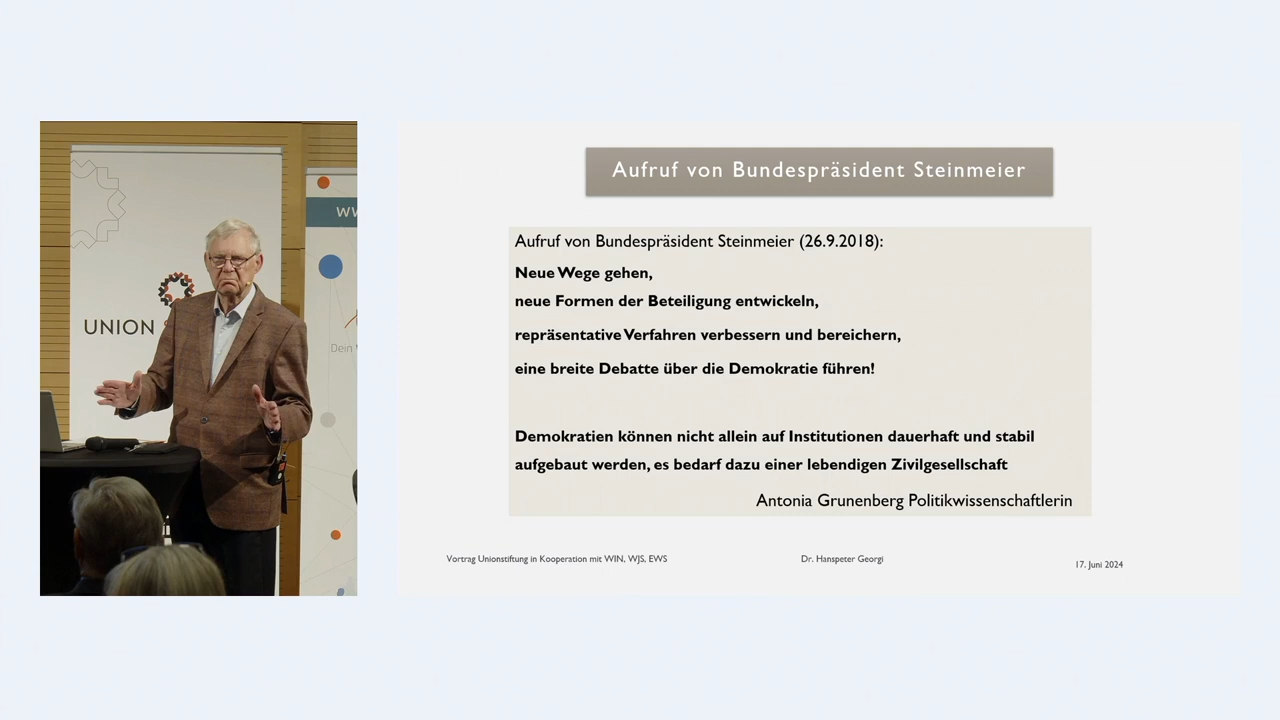 UNION
WW
Dein
Aufruf von Bundespräsident Steinmeier
Aufruf von Bundespräsident Steinmeier (26.9.2018):
Neue Wege gehen,
neue Formen der Beteiligung entwickeln,
repräsentative Verfahren verbessern und bereichern,
eine breite Debatte über die Demokratie führen!
Demokratien können nicht allein auf Institutionen dauerhaft und stabil
aufgebaut werden, es bedarf dazu einer lebendigen Zivilgesellschaft
Antonia Grunenberg Politikwissenschaftlerin
Vortrag Unionstiftung in Kooperation mit WIN, WJS, EWS
Dr. Hanspeter Georgi
17. Juni 2024